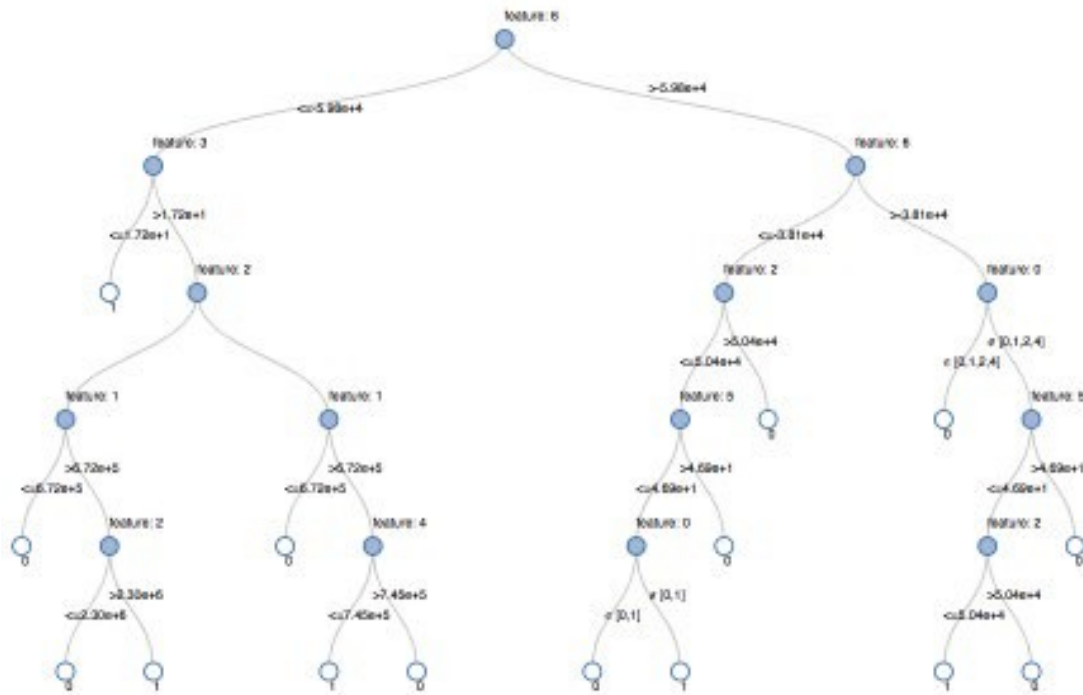 feature: 6
<=-5.98e+4
>-5.98e+4
feature: 3
feature: 6
<=1.72e+1
>1.72e+1
<=-3.81e+4
>-3.81e+4
1
feature: 2
feature: 2
feature: 0
<=5.04e+4
>5.04e+4
∈ [0,1,2,4]
∉ [0,1,2,4]
feature: 1
feature: 1
feature: 5
0
0
feature: 5
<=6.72e+5
>6.72e+5
<=6.72e+5
>6.72e+5
<=4.69e+1
>4.69e+1
<=4.69e+1
>4.69e+1
0
feature: 2
0
feature: 4
feature: 0
0
feature: 2
0
<=2.30e+6
>2.30e+6
<=7.45e+5
>7.45e+5
∈ [0,1]
∉ [0,1]
<=5.04e+4
>5.04e+4
0
1
1
0
0
1
1
0